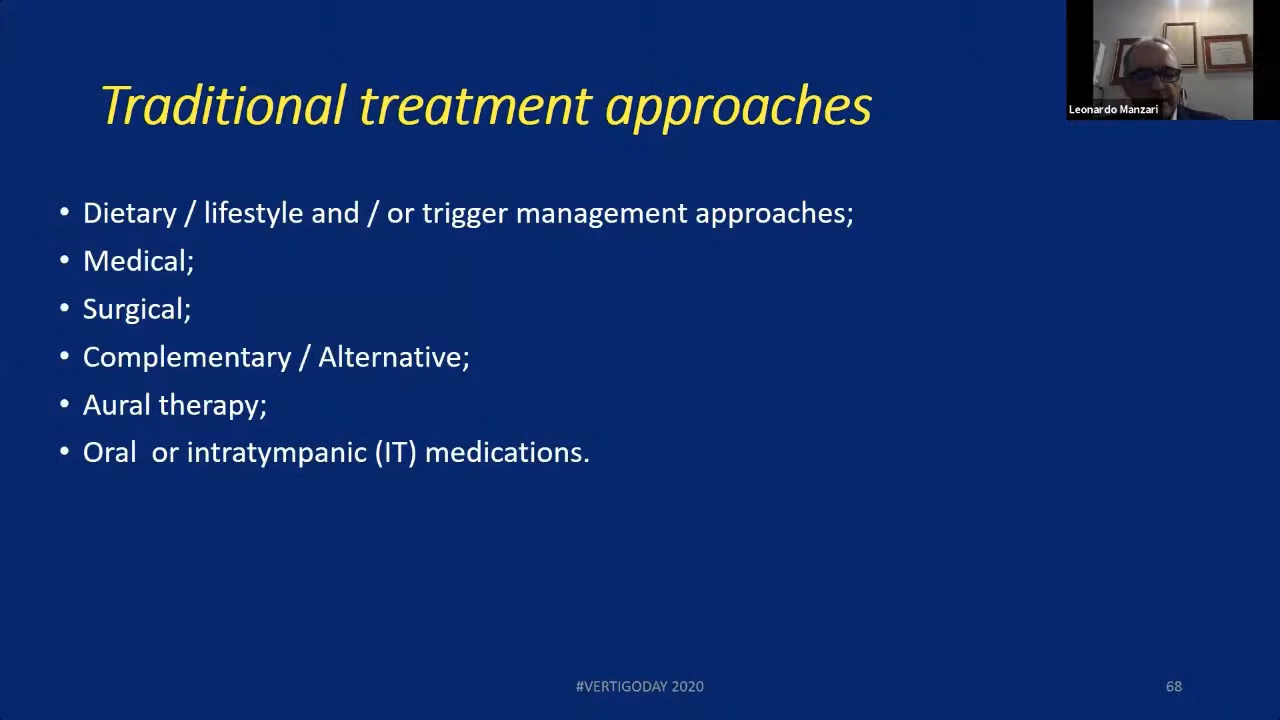 Traditional treatment approaches
Leonardo Manzari
• Dietary / lifestyle and / or trigger management approaches;
• Medical;
• Surgical;
• Complementary / Alternative;
• Aural therapy;
• Oral  or intratympanic (IT) medications.
#VERTIGODAY 2020
68